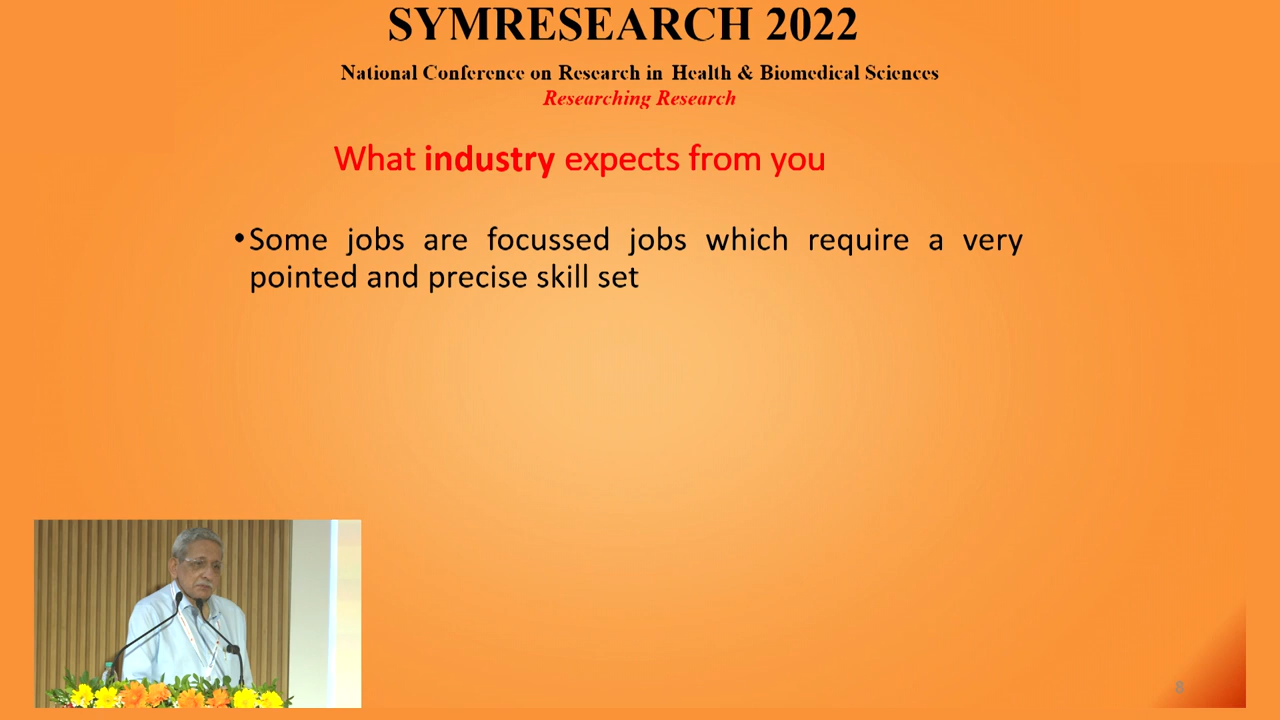 SYMRESEARCH 2022
National Conference on Research in Health & Biomedical Sciences
Researching Research
What industry expects from you
•Some jobs are focussed jobs which require a very
pointed and precise skill set
8